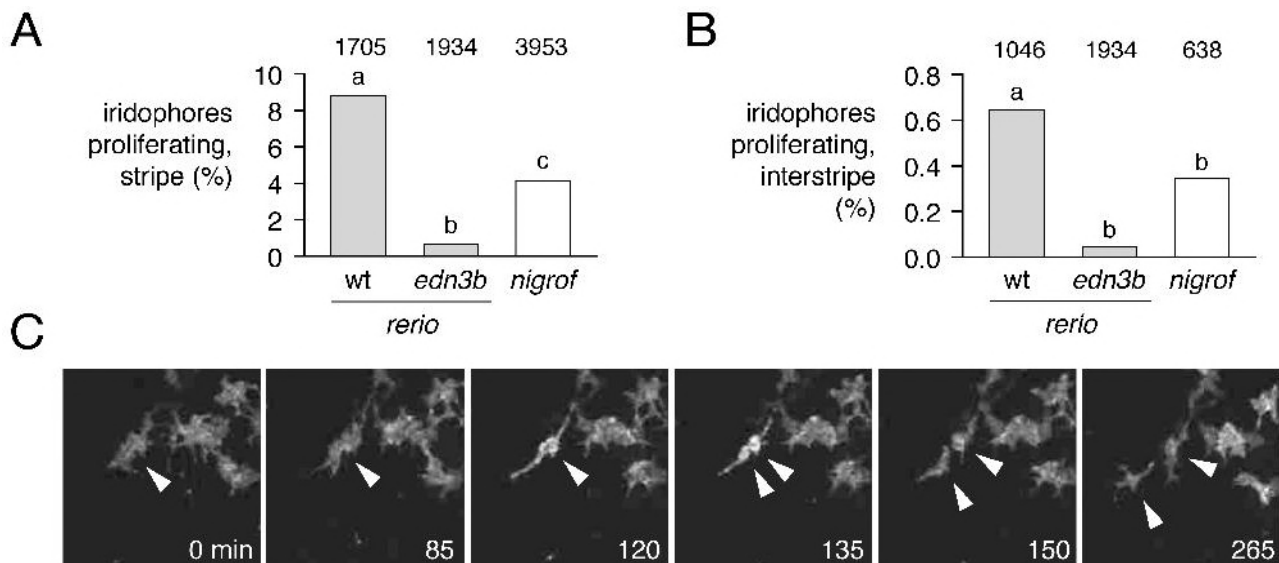 A
1705 1934 3953
iridophores
proliferating,
stripe (%)
10
8
6
4
2
0
a
b
c
wt edn3b nigrof
rerio
B
1046 1934 638
iridophores
proliferating,
interstripe
(%)
0.8
0.6
0.4
0.2
0.0
a
b
b
wt edn3b nigrof
rerio
C
0 min 85 120 135 150 265